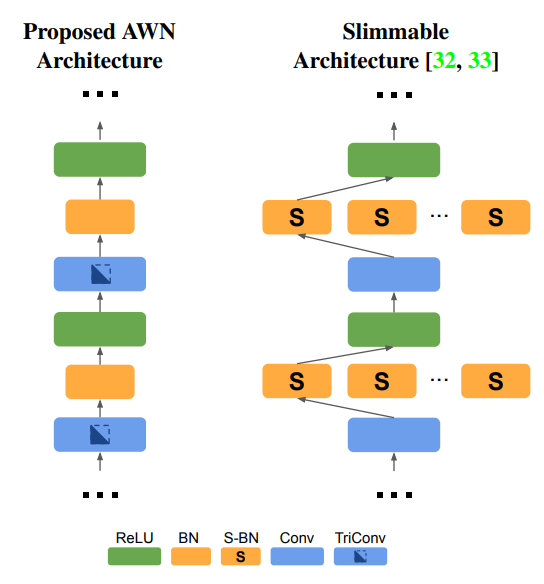 Proposed AWN
Architecture
Slimmable
Architecture [32, 33]
...
...
S S ... S
S S ... S
...
...
ReLU BN S-BN Conv TriConv
S